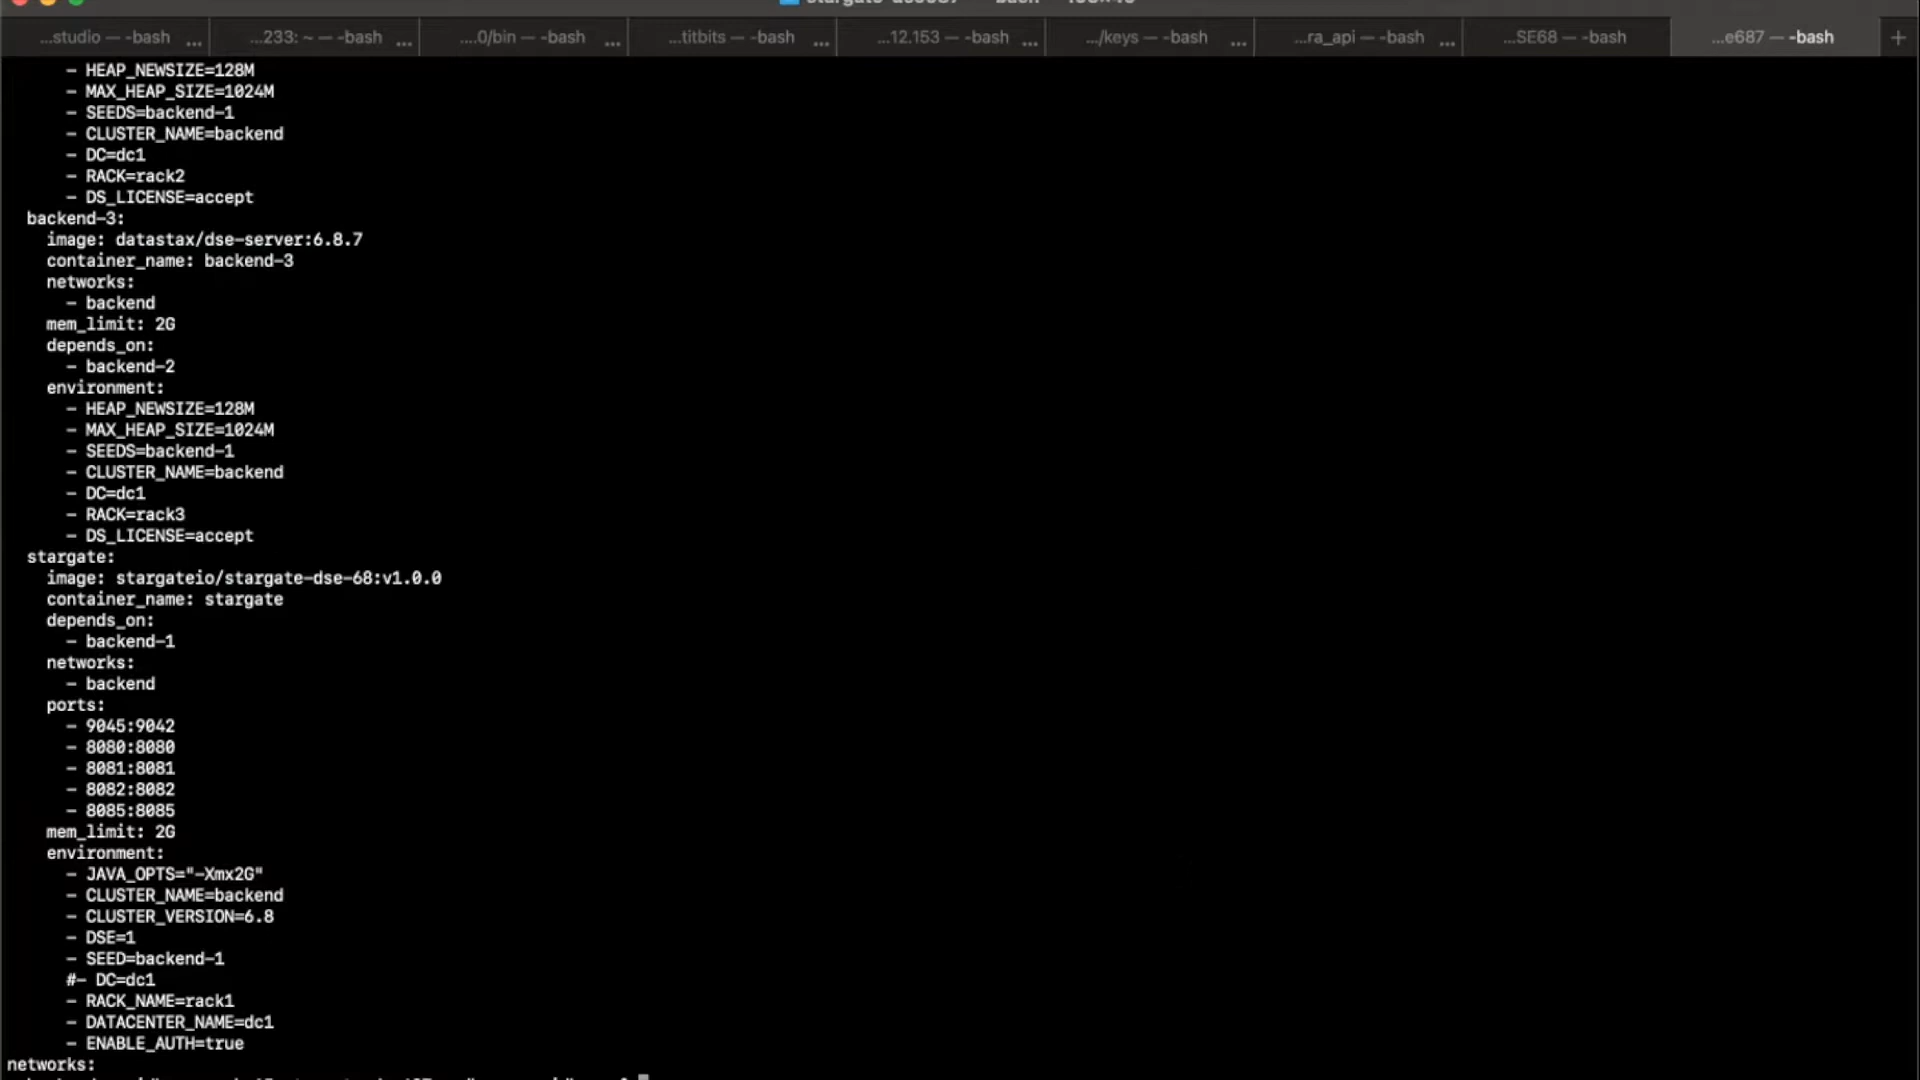 ...studio — -bash ...
...233: ~ — -bash ...
....0/bin — -bash ...
...titbits — -bash ...
...12.153 — -bash ...
.../keys — -bash ...
...ra_api — -bash ...
...SE68 — -bash
...e687 — -bash
+
- HEAP_NEWSIZE=128M
- MAX_HEAP_SIZE=1024M
- SEEDS=backend-1
- CLUSTER_NAME=backend
- DC=dc1
- RACK=rack2
- DS_LICENSE=accept
backend-3:
image: datastax/dse-server:6.8.7
container_name: backend-3
networks:
- backend
mem_limit: 2G
depends_on:
- backend-2
environment:
- HEAP_NEWSIZE=128M
- MAX_HEAP_SIZE=1024M
- SEEDS=backend-1
- CLUSTER_NAME=backend
- DC=dc1
- RACK=rack3
- DS_LICENSE=accept
stargate:
image: stargateio/stargate-dse-68:v1.0.0
container_name: stargate
depends_on:
- backend-1
networks:
- backend
ports:
- 9045:9042
- 8080:8080
- 8081:8081
- 8082:8082
- 8085:8085
mem_limit: 2G
environment:
- JAVA_OPTS="-Xmx2G"
- CLUSTER_NAME=backend
- CLUSTER_VERSION=6.8
- DSE=1
- SEED=backend-1
#- DC=dc1
- RACK_NAME=rack1
- DATACENTER_NAME=dc1
- ENABLE_AUTH=true
networks: